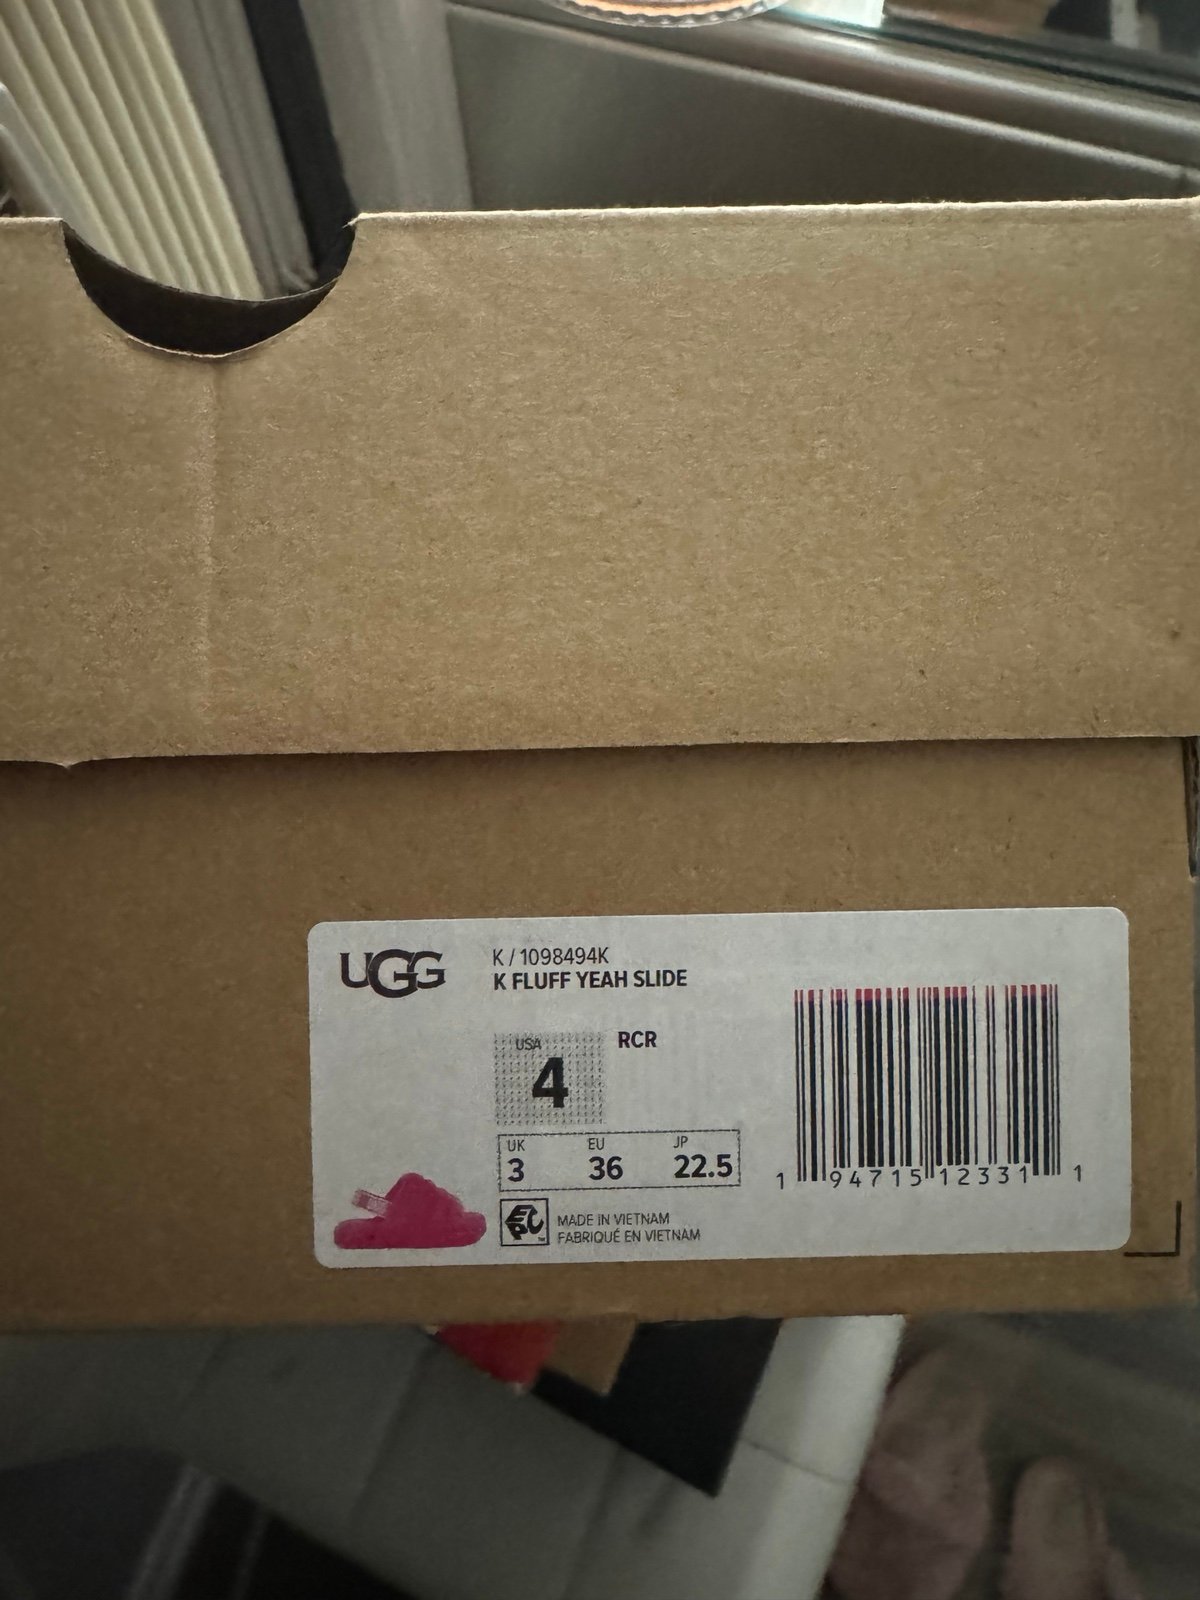 UGG
K / 1098494K
K FLUFF YEAH SLIDE
USA
4
RCR
UK EU JP
3 36 22.5
EPC™
MADE IN VIETNAM
FABRIQUÉ EN VIETNAM
1 94715 12331 1